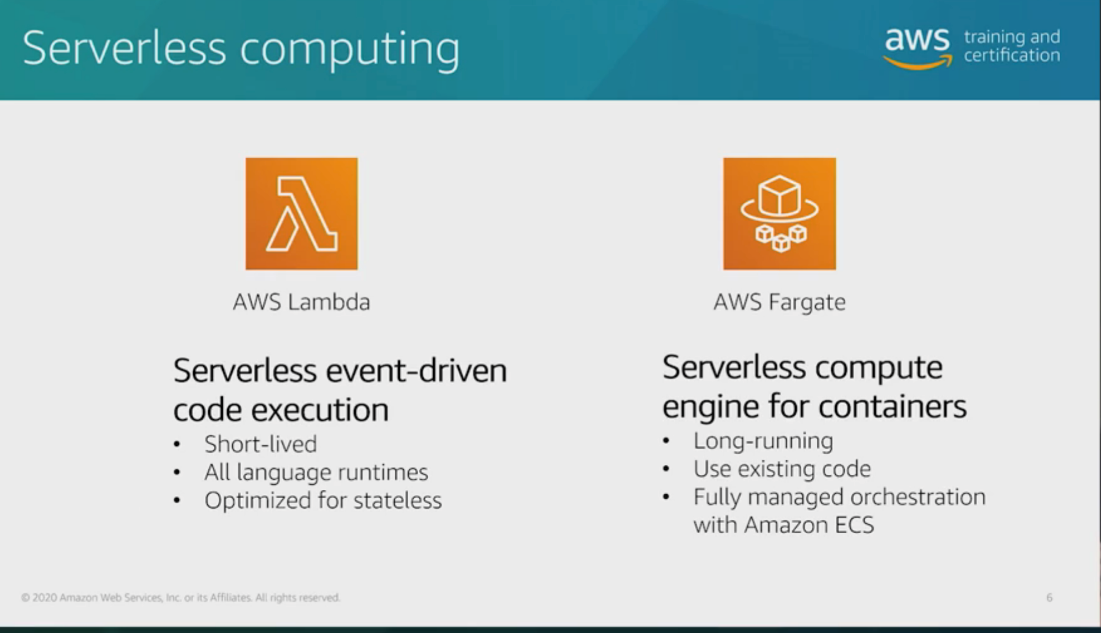 Serverless computing
aws
training and
certification
AWS Lambda
Serverless event-driven
code execution
• Short-lived
• All language runtimes
• Optimized for stateless
AWS Fargate
Serverless compute
engine for containers
• Long-running
• Use existing code
• Fully managed orchestration
with Amazon ECS
© 2020 Amazon Web Services, Inc. or its Affiliates. All rights reserved.
6